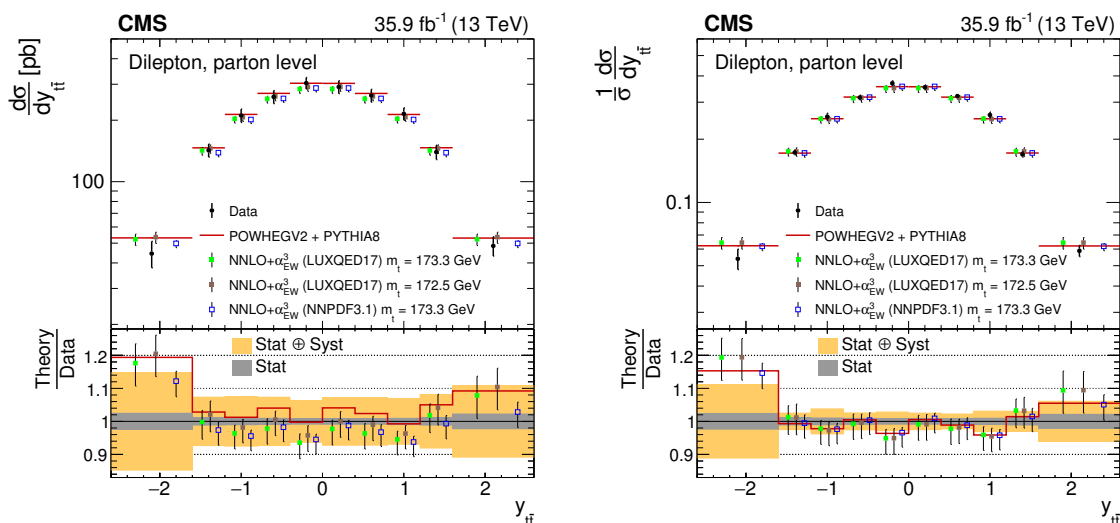 CMS 35.9 fb⁻¹ (13 TeV)
Dilepton, parton level
dσ/dy_tt̄ [pb]
100
Data
POWHEGV2 + PYTHIA8
NNLO+α³_EW (LUXQED17) m_t = 173.3 GeV
NNLO+α³_EW (LUXQED17) m_t = 172.5 GeV
NNLO+α³_EW (NNPDF3.1) m_t = 173.3 GeV
Theory/Data
Stat ⊕ Syst
Stat
1.2
1.1
1
0.9
−2 −1 0 1 2
y_tt̄
CMS 35.9 fb⁻¹ (13 TeV)
Dilepton, parton level
1/σ dσ/dy_tt̄
0.1
Data
POWHEGV2 + PYTHIA8
NNLO+α³_EW (LUXQED17) m_t = 173.3 GeV
NNLO+α³_EW (LUXQED17) m_t = 172.5 GeV
NNLO+α³_EW (NNPDF3.1) m_t = 173.3 GeV
Theory/Data
Stat ⊕ Syst
Stat
1.2
1.1
1
0.9
−2 −1 0 1 2
y_tt̄